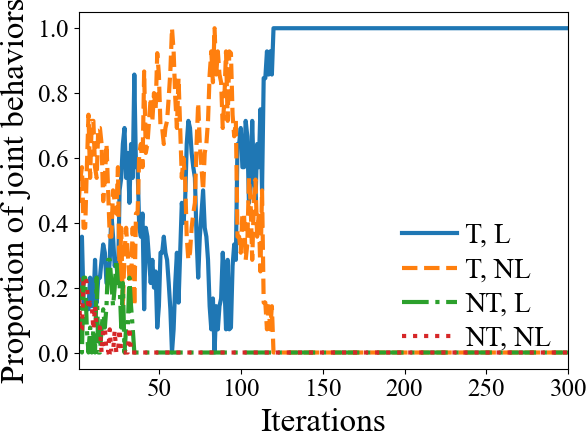 Proportion of joint behaviors
1.0
0.8
0.6
0.4
0.2
0.0
T, L
T, NL
NT, L
NT, NL
50 100 150 200 250 300
Iterations